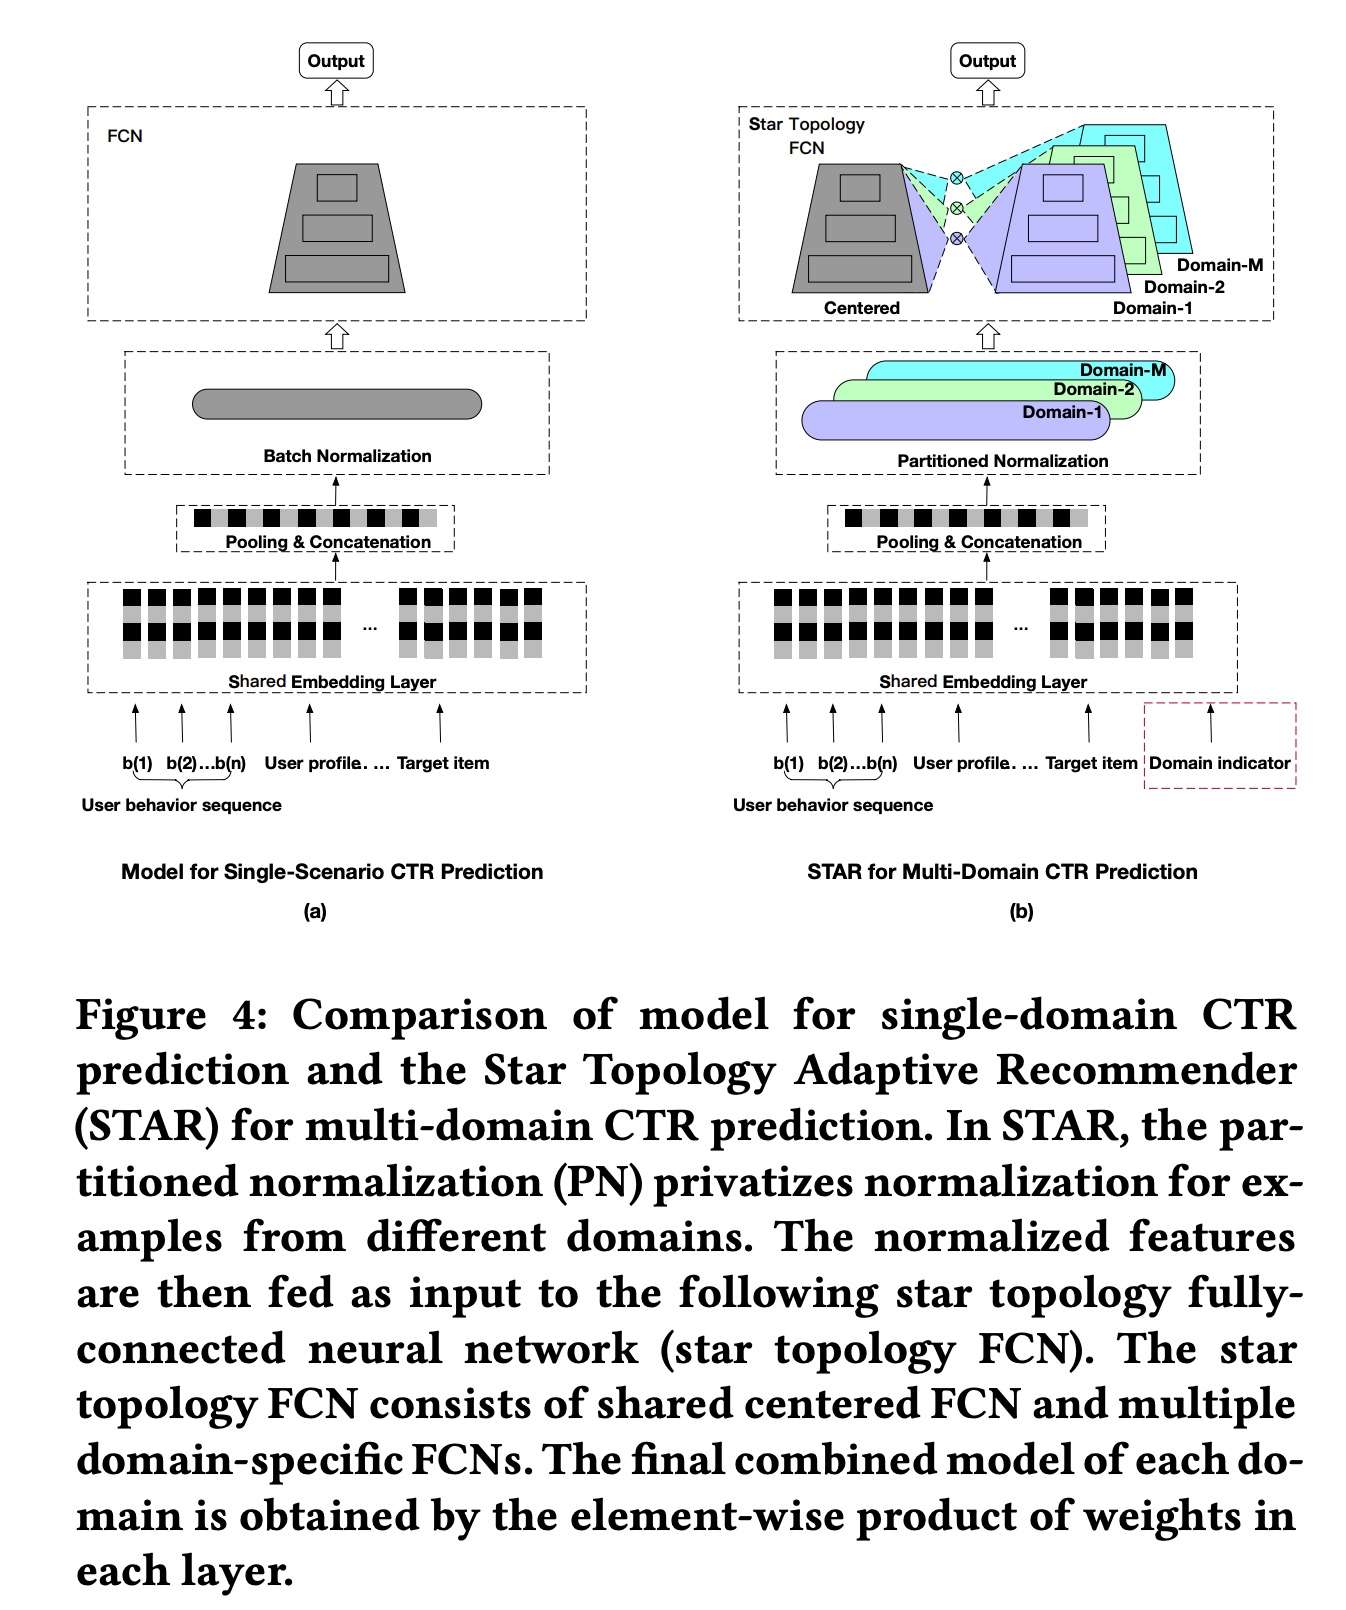 Output
FCN
Batch Normalization
Pooling & Concatenation
...
Shared Embedding Layer
b(1) b(2)...b(n) User profile... ... Target item
User behavior sequence
Model for Single-Scenario CTR Prediction
(a)
Output
Star Topology
FCN
Domain-M
Domain-2
Centered Domain-1
Domain-M
Domain-2
Domain-1
Partitioned Normalization
Pooling & Concatenation
...
Shared Embedding Layer
b(1) b(2)...b(n) User profile... ... Target item Domain indicator
User behavior sequence
STAR for Multi-Domain CTR Prediction
(b)
Figure 4: Comparison of model for single-domain CTR
prediction and the Star Topology Adaptive Recommender
(STAR) for multi-domain CTR prediction. In STAR, the par-
titioned normalization (PN) privatizes normalization for ex-
amples from different domains. The normalized features
are then fed as input to the following star topology fully-
connected neural network (star topology FCN). The star
topology FCN consists of shared centered FCN and multiple
domain-specific FCNs. The final combined model of each do-
main is obtained by the element-wise product of weights in
each layer.